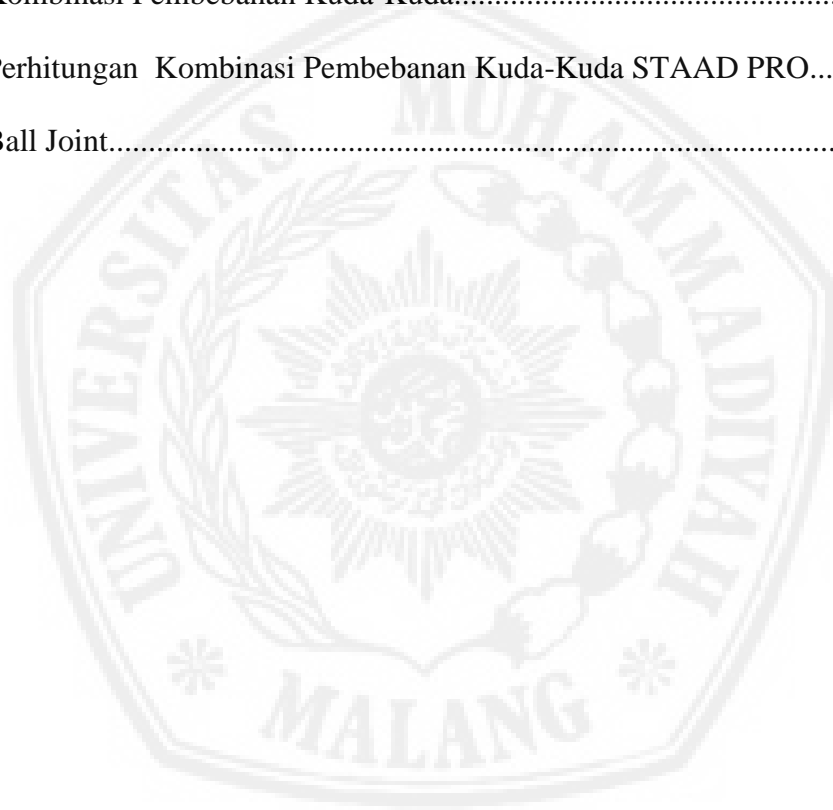 Kombinasi Pembebanan Kuda-Kuda..............................................
Perhitungan  Kombinasi Pembebanan Kuda-Kuda STAAD PRO....
Ball Joint...........................................................................................
UNIVERSITAS MUHAMMADIYAH
MALANG